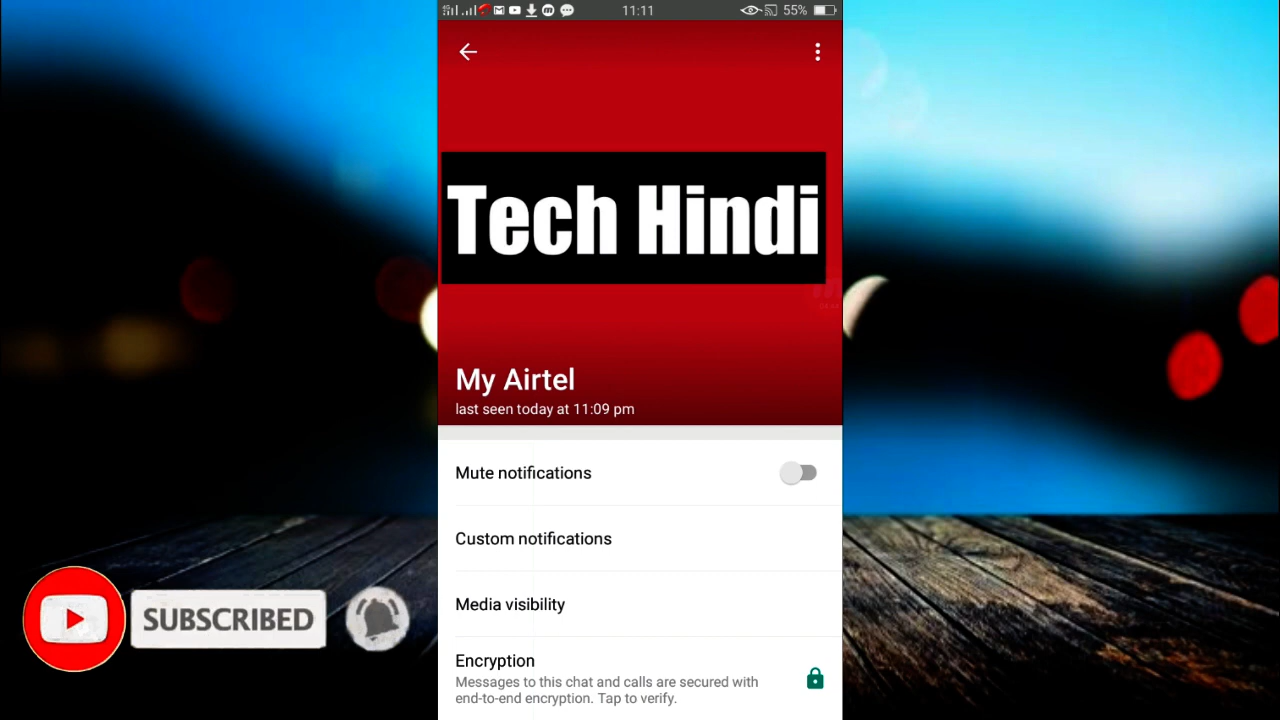 11:11
55%
Tech Hindi
My Airtel
last seen today at 11:09 pm
Mute notifications
Custom notifications
Media visibility
Encryption
Messages to this chat and calls are secured with
end-to-end encryption. Tap to verify.
SUBSCRIBED